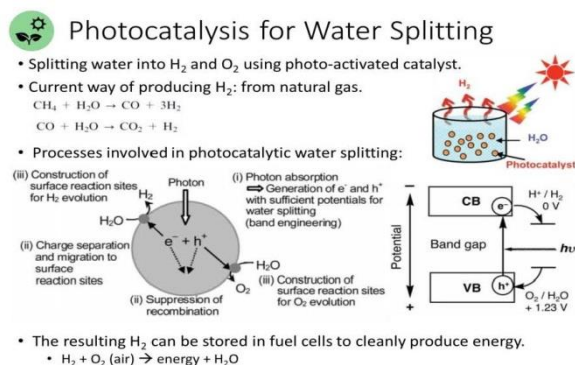 Photocatalysis for Water Splitting
• Splitting water into H₂ and O₂ using photo-activated catalyst.
• Current way of producing H₂: from natural gas.
CH₄ + H₂O → CO + 3H₂
CO + H₂O → CO₂ + H₂
H₂
H₂O
Photocatalyst
• Processes involved in photocatalytic water splitting:
(iii) Construction of
surface reaction sites
for H₂ evolution
H₂
H₂O
Photon
(i) Photon absorption
⇒ Generation of e⁻ and h⁺
with sufficient potentials for
water splitting
(band engineering)
(ii) Charge separation
and migration to
surface
reaction sites
e⁻ + h⁺
H₂O
O₂
(ii) Suppression of
recombination
(iii) Construction of
surface reaction sites
for O₂ evolution
−
Potential
+
CB
e⁻
H⁺ / H₂
0 V
Band gap
hν
VB
h⁺
O₂ / H₂O
+ 1.23 V
• The resulting H₂ can be stored in fuel cells to cleanly produce energy.
• H₂ + O₂ (air) → energy + H₂O